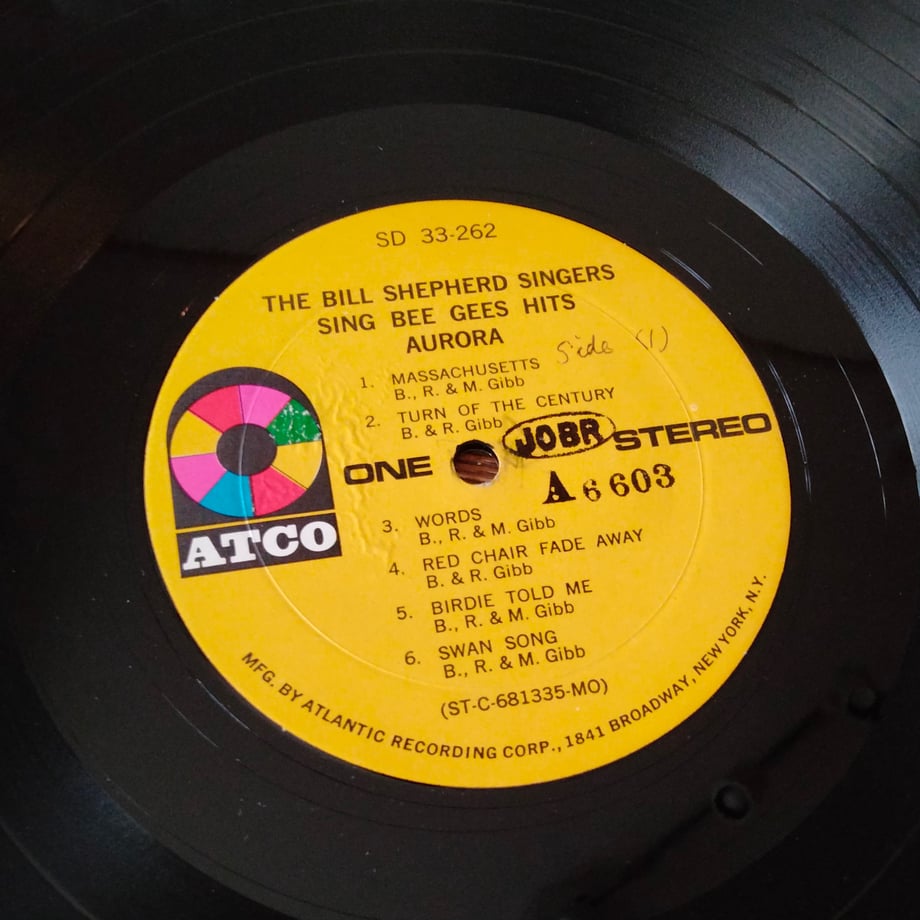 SD 33-262
THE BILL SHEPHERD SINGERS
SING BEE GEES HITS
AURORA
Side (1)
1. MASSACHUSETTS
B., R. & M. Gibb
2. TURN OF THE CENTURY
B. & R. Gibb
ONE
JOBR
STEREO
A 6603
ATCO
3. WORDS
B., R. & M. Gibb
4. RED CHAIR FADE AWAY
B. & R. Gibb
5. BIRDIE TOLD ME
B., R. & M. Gibb
6. SWAN SONG
B., R. & M. Gibb
(ST-C-681335-MO)
MFG. BY ATLANTIC RECORDING CORP., 1841 BROADWAY, NEW YORK, N.Y.